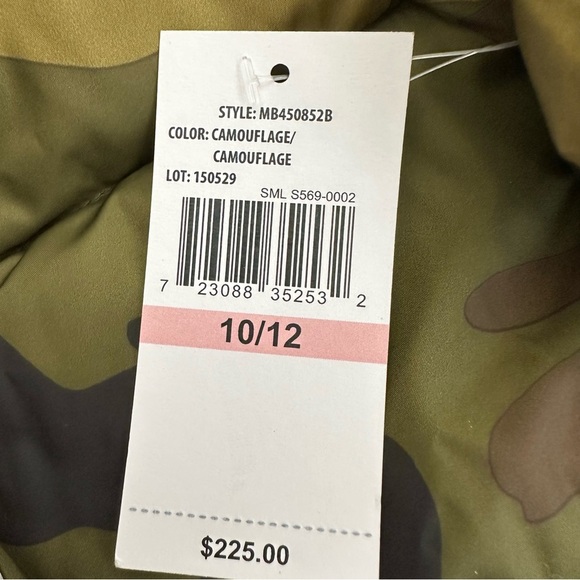 STYLE: MB450852B
COLOR: CAMOUFLAGE/
CAMOUFLAGE
LOT: 150529
SML S569-0002
7 23088 35253 2
10/12
$225.00